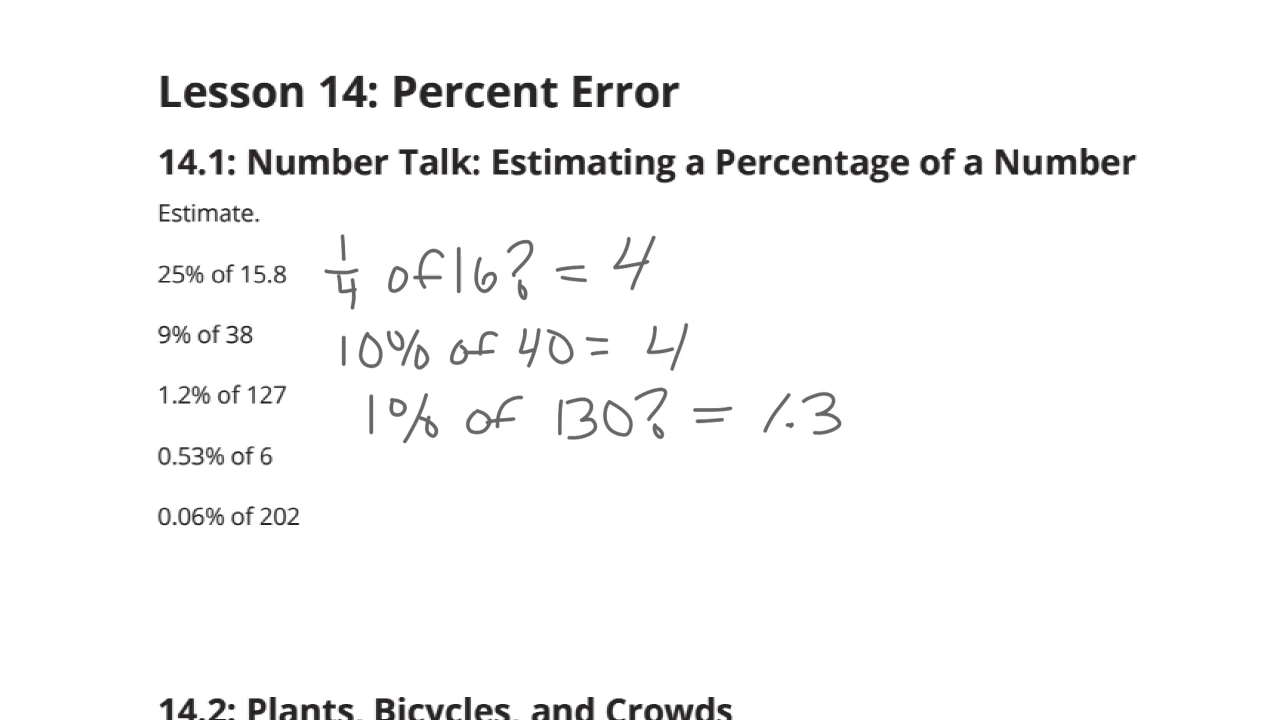 Lesson 14: Percent Error
14.1: Number Talk: Estimating a Percentage of a Number
Estimate.
25% of 15.8 1/4 of 16? = 4
9% of 38 10% of 40 = 4
1.2% of 127 1% of 130? = 1.3
0.53% of 6
0.06% of 202
14.2: Plants, Bicycles, and Crowds